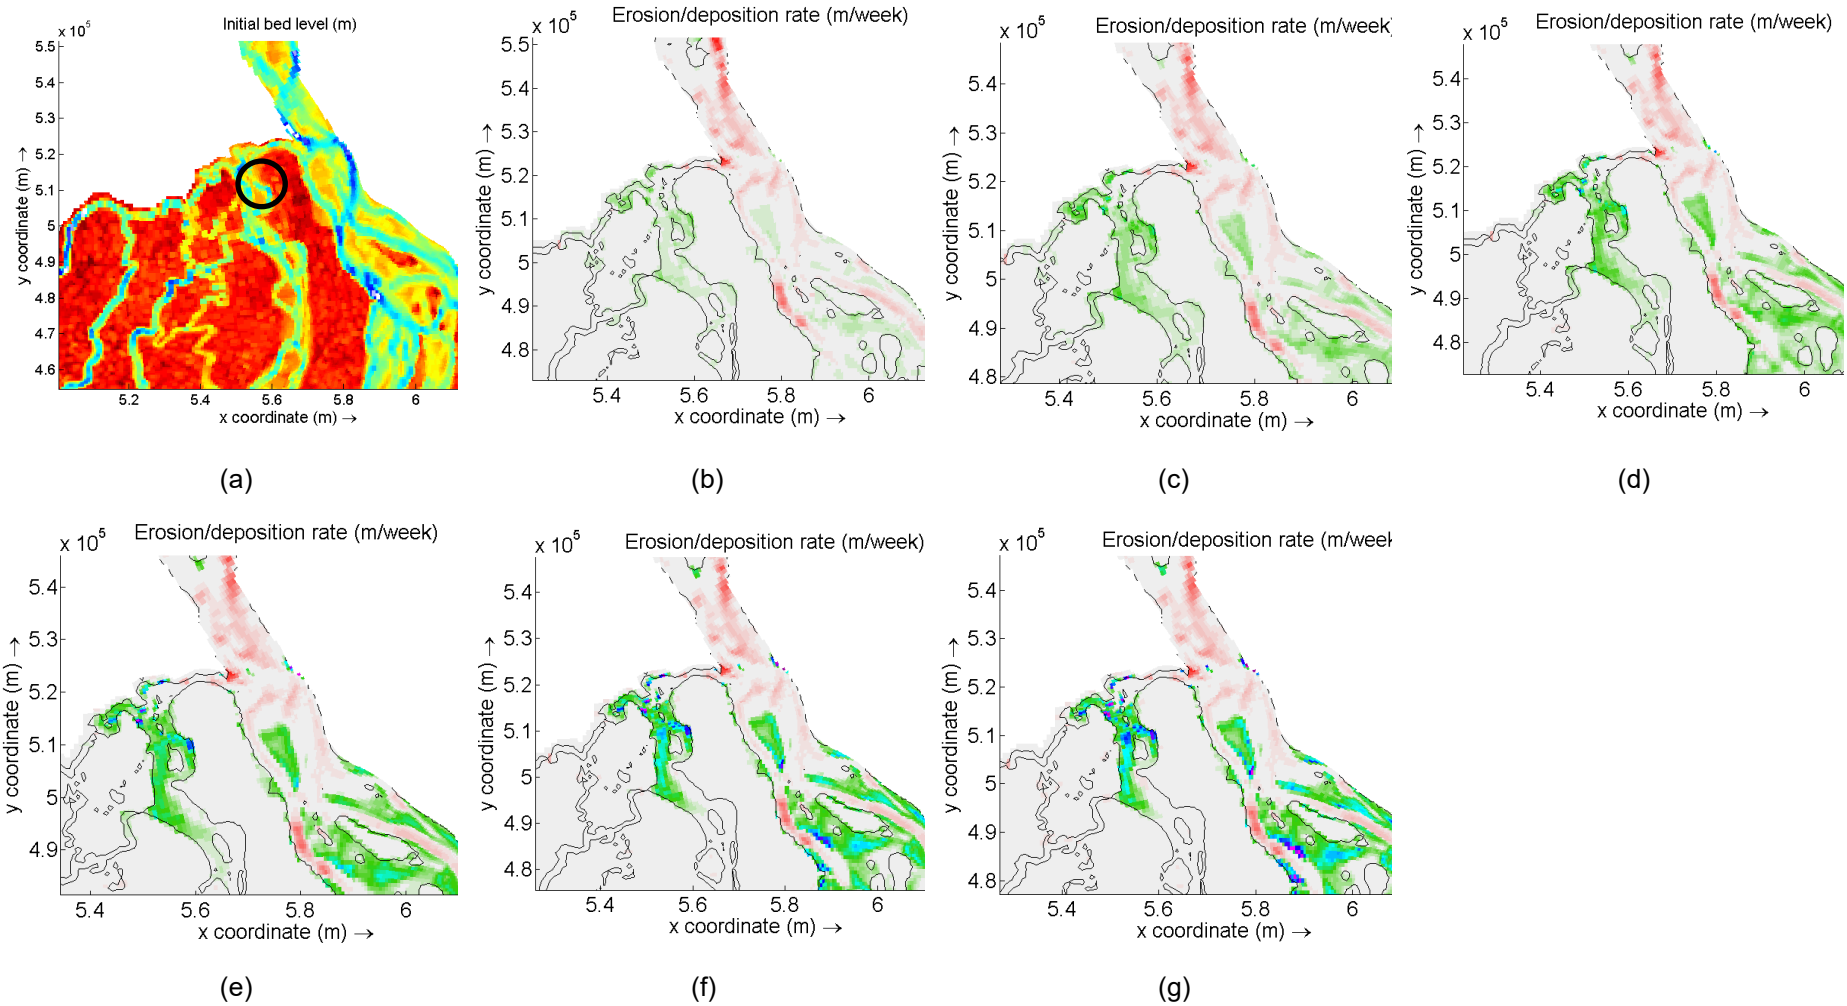 Initial bed level (m)
x 10^5
5.5
5.4
5.3
5.2
5.1
5
4.9
4.8
4.7
4.6
y coordinate (m) →
5.2
5.4
5.6
5.8
6
x coordinate (m) →
(a)
Erosion/deposition rate (m/week)
x 10^5
5.5
5.4
5.3
5.2
5.1
5
4.9
4.8
y coordinate (m) →
5.4
5.6
5.8
6
x coordinate (m) →
(b)
Erosion/deposition rate (m/week)
x 10^5
5.4
5.3
5.2
5.1
5
4.9
4.8
y coordinate (m) →
5.4
5.6
5.8
6
x coordinate (m) →
(c)
Erosion/deposition rate (m/week)
x 10^5
5.4
5.3
5.2
5.1
5
4.9
4.8
y coordinate (m) →
5.4
5.6
5.8
6
x coordinate (m) →
(d)
Erosion/deposition rate (m/week)
x 10^5
5.4
5.3
5.2
5.1
5
4.9
y coordinate (m) →
5.4
5.6
5.8
6
x coordinate (m) →
(e)
Erosion/deposition rate (m/week)
x 10^5
5.4
5.3
5.2
5.1
5
4.9
4.8
y coordinate (m) →
5.4
5.6
5.8
6
x coordinate (m) →
(f)
Erosion/deposition rate (m/week
x 10^5
5.4
5.3
5.2
5.1
5
4.9
4.8
y coordinate (m) →
5.4
5.6
5.8
6
x coordinate (m) →
(g)